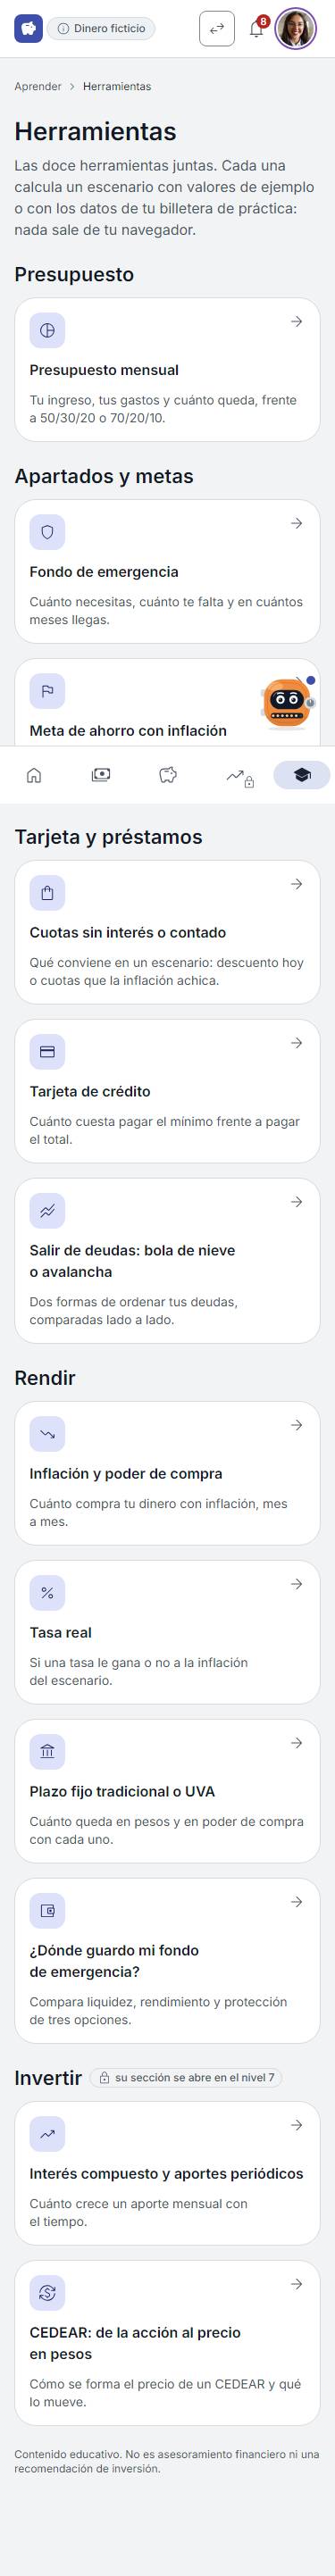 Dinero ficticio
8
Aprender > Herramientas
Herramientas
Las doce herramientas juntas. Cada una
calcula un escenario con valores de ejemplo
o con los datos de tu billetera de práctica:
nada sale de tu navegador.
Presupuesto
Presupuesto mensual
Tu ingreso, tus gastos y cuánto queda, frente
a 50/30/20 o 70/20/10.
Apartados y metas
Fondo de emergencia
Cuánto necesitas, cuánto te falta y en cuántos
meses llegas.
Meta de ahorro con inflación
Tarjeta y préstamos
Cuotas sin interés o contado
Qué conviene en un escenario: descuento hoy
o cuotas que la inflación achica.
Tarjeta de crédito
Cuánto cuesta pagar el mínimo frente a pagar
el total.
Salir de deudas: bola de nieve
o avalancha
Dos formas de ordenar tus deudas,
comparadas lado a lado.
Rendir
Inflación y poder de compra
Cuánto compra tu dinero con inflación, mes
a mes.
Tasa real
Si una tasa le gana o no a la inflación
del escenario.
Plazo fijo tradicional o UVA
Cuánto queda en pesos y en poder de compra
con cada uno.
¿Dónde guardo mi fondo
de emergencia?
Compara liquidez, rendimiento y protección
de tres opciones.
Invertir su sección se abre en el nivel 7
Interés compuesto y aportes periódicos
Cuánto crece un aporte mensual con
el tiempo.
CEDEAR: de la acción al precio
en pesos
Cómo se forma el precio de un CEDEAR y qué
lo mueve.
Contenido educativo. No es asesoramiento financiero ni una
recomendación de inversión.